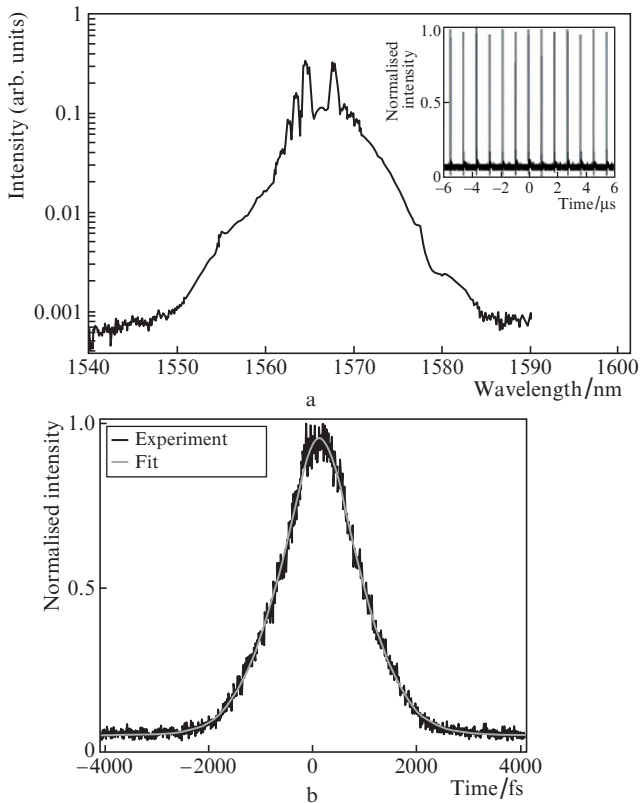 Intensity (arb. units)
1
0.1
0.01
0.001
1540 1550 1560 1570 1580 1590 1600
Wavelength/nm
Normalised
intensity
1.0
0.5
0
−6 −4 −2 0 2 4 6
Time/μs
a
Normalised intensity
1.0
0.5
0
Experiment
Fit
−4000 −2000 0 2000 4000
Time/fs
b